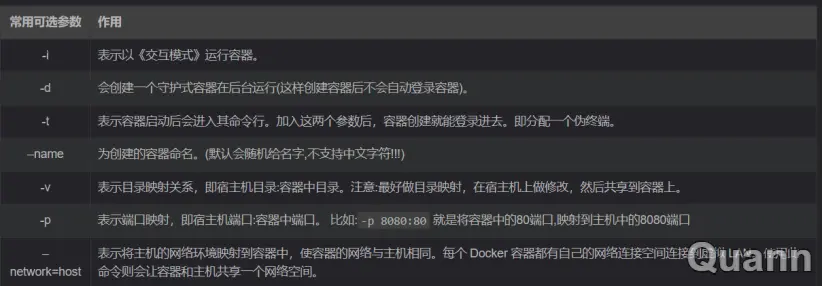 常用可选参数 作用
-i 表示以《交互模式》运行容器。
-d 会创建一个守护式容器在后台运行(这样创建容器后不会自动登录容器)。
-t 表示容器启动后会进入其命令行。加入这两个参数后，容器创建就能登录进去。即分配一个伪终端。
–name 为创建的容器命名。(默认会随机给名字,不支持中文字符!!!)
-v 表示目录映射关系，即宿主机目录:容器中目录。注意:最好做目录映射，在宿主机上做修改，然后共享到容器上。
-p 表示端口映射，即宿主机端口:容器中端口。 比如: -p 8080:80 就是将容器中的80端口,映射到主机中的8080端口
–
network=host
表示将主机的网络环境映射到容器中，使容器的网络与主机相同。每个 Docker 容器都有自己的网络连接空间连接到虚拟 LAN。使用此
命令则会让容器和主机共享一个网络空间。
Quann